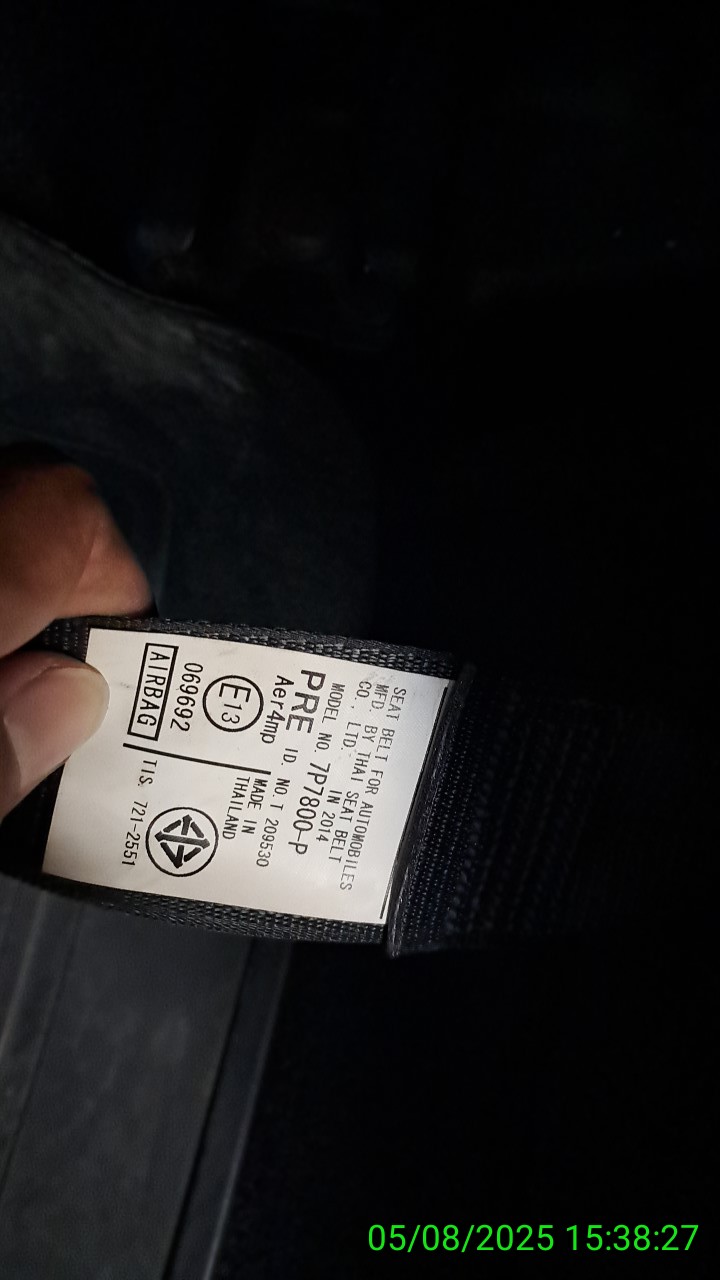 SEAT BELT FOR AUTOMOBILES
MFD. BY THAI SEAT BELT
CO., LTD. IN 2014
MODEL NO. 7P7800-P
PRE ID. NO.T 209530
Aer4mp
MADE IN
THAILAND
E13
069692
AIRBAG
TIS. 721-2551
05/08/2025 15:38:27